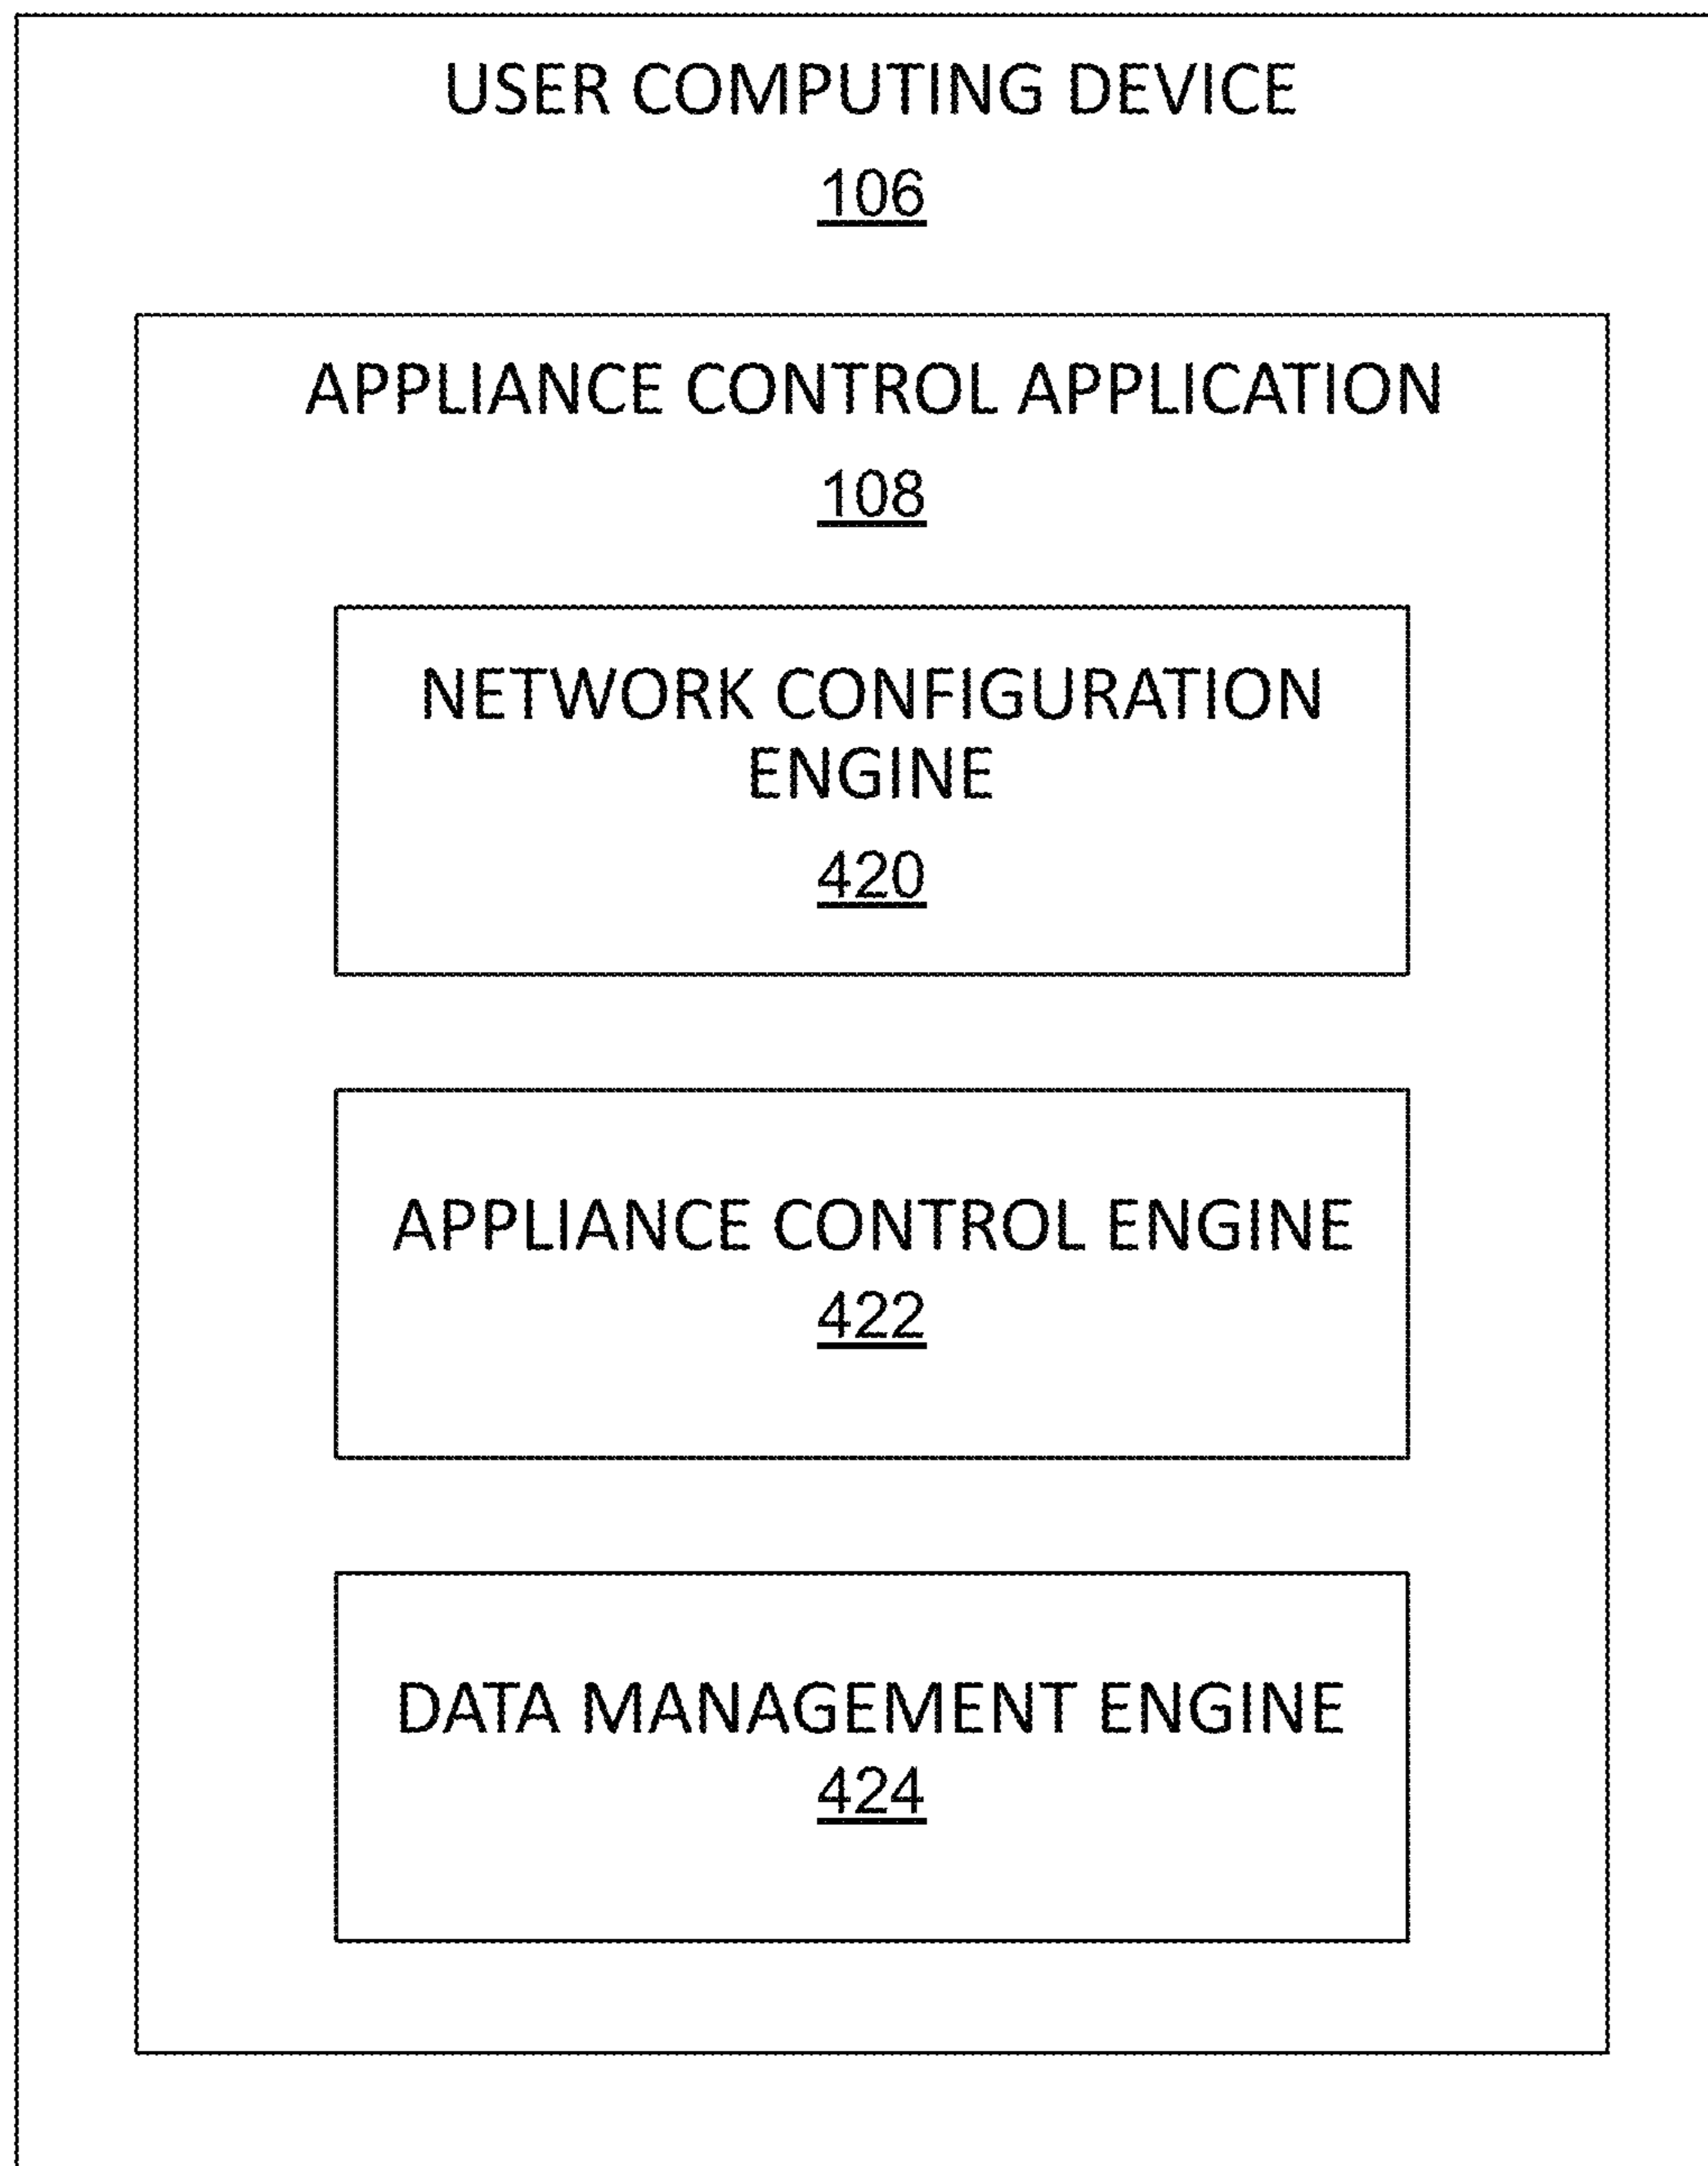 USER COMPUTING DEVICE
106
APPLIANCE CONTROL APPLICATION
108
NETWORK CONFIGURATION
ENGINE
420
APPLIANCE CONTROL ENGINE
422
DATA MANAGEMENT ENGINE
424